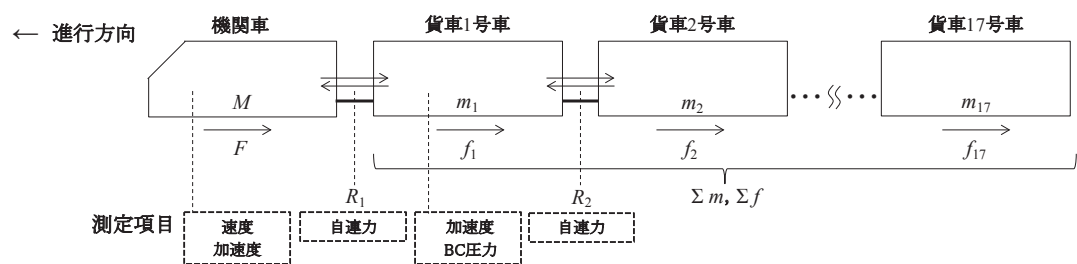 ← 進行方向
機関車 貨車1号車 貨車2号車 貨車17号車
M m₁ m₂ m₁₇
F f₁ f₂ f₁₇
R₁ R₂ Σ m, Σ f
測定項目
速度
加速度
自連力
加速度
BC圧力
自連力